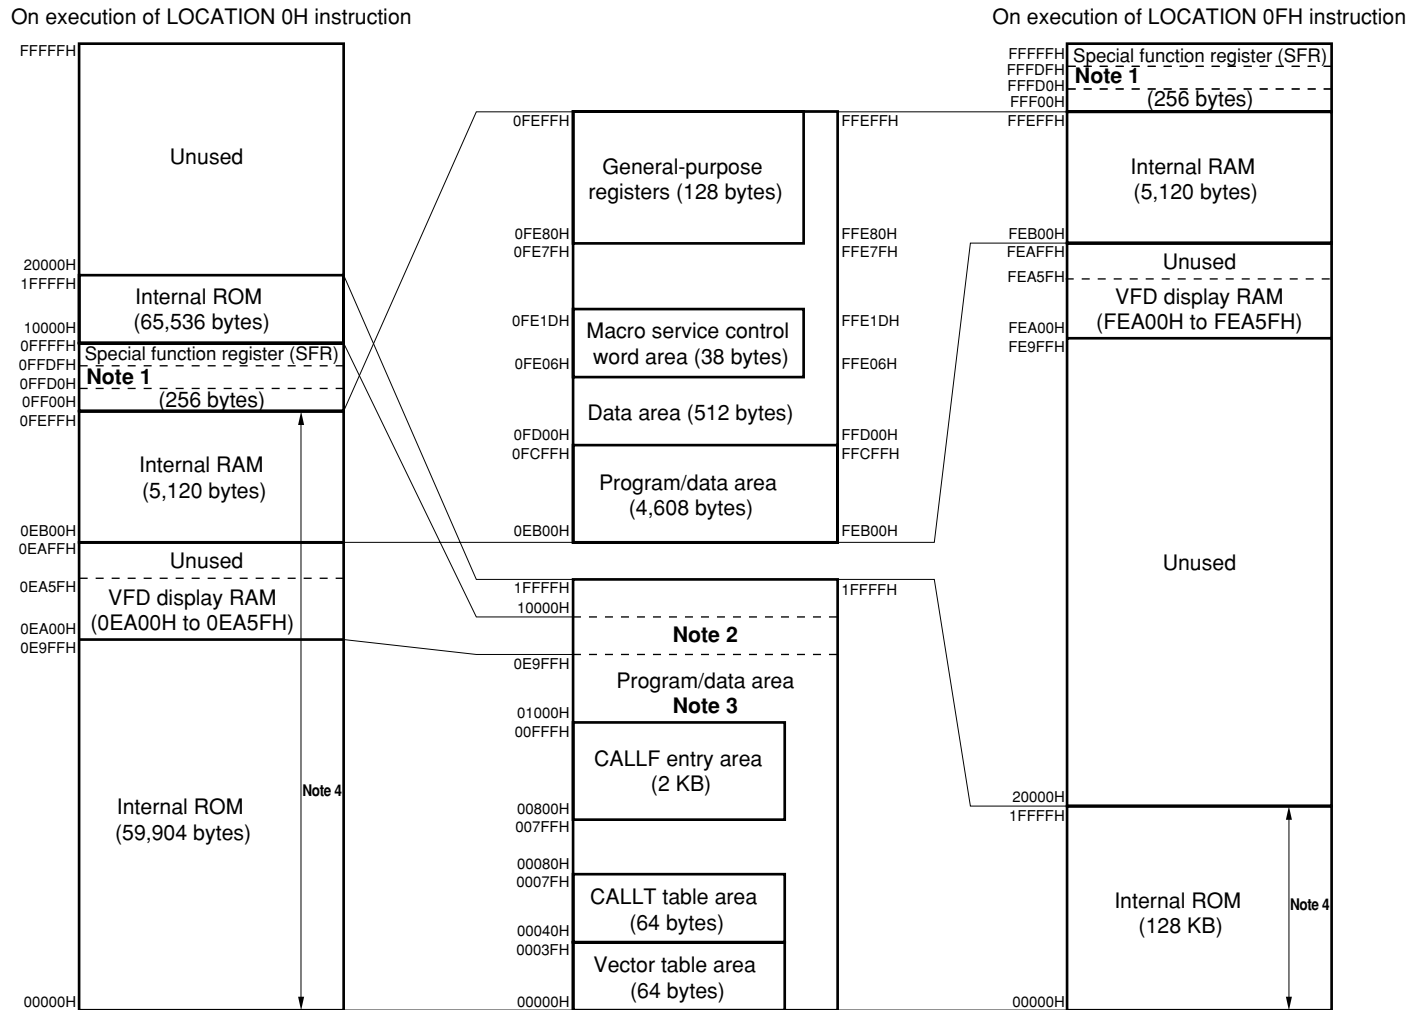 On execution of LOCATION 0H instruction
FFFFFH
Unused
20000H
1FFFFH
Internal ROM
(65,536 bytes)
10000H
0FFFFH
Special function register (SFR)
0FFDFH
Note 1
0FFD0H
0FF00H
(256 bytes)
0FEFFH
Internal RAM
(5,120 bytes)
0EB00H
0EAFFH
Unused
0EA5FH
VFD display RAM
(0EA00H to 0EA5FH)
0EA00H
0E9FFH
Note 4
Internal ROM
(59,904 bytes)
00000H
0FEFFH
FFEFFH
General-purpose
registers (128 bytes)
0FE80H
FFE80H
0FE7FH
FFE7FH
0FE1DH
FFE1DH
Macro service control
word area (38 bytes)
0FE06H
FFE06H
Data area (512 bytes)
0FD00H
FFD00H
0FCFFH
FFCFFH
Program/data area
(4,608 bytes)
0EB00H
FEB00H
1FFFFH
1FFFFH
10000H
Note 2
0E9FFH
Program/data area
Note 3
01000H
00FFFH
CALLF entry area
(2 KB)
00800H
007FFH
00080H
0007FH
CALLT table area
(64 bytes)
00040H
0003FH
Vector table area
(64 bytes)
00000H
On execution of LOCATION 0FH instruction
FFFFFH
Special function register (SFR)
FFFDFH
Note 1
FFFD0H
FFF00H
(256 bytes)
FFEFFH
Internal RAM
(5,120 bytes)
FEB00H
FEAFFH
Unused
FEA5FH
VFD display RAM
(FEA00H to FEA5FH)
FEA00H
FE9FFH
Unused
20000H
1FFFFH
Internal ROM
(128 KB)
Note 4
00000H